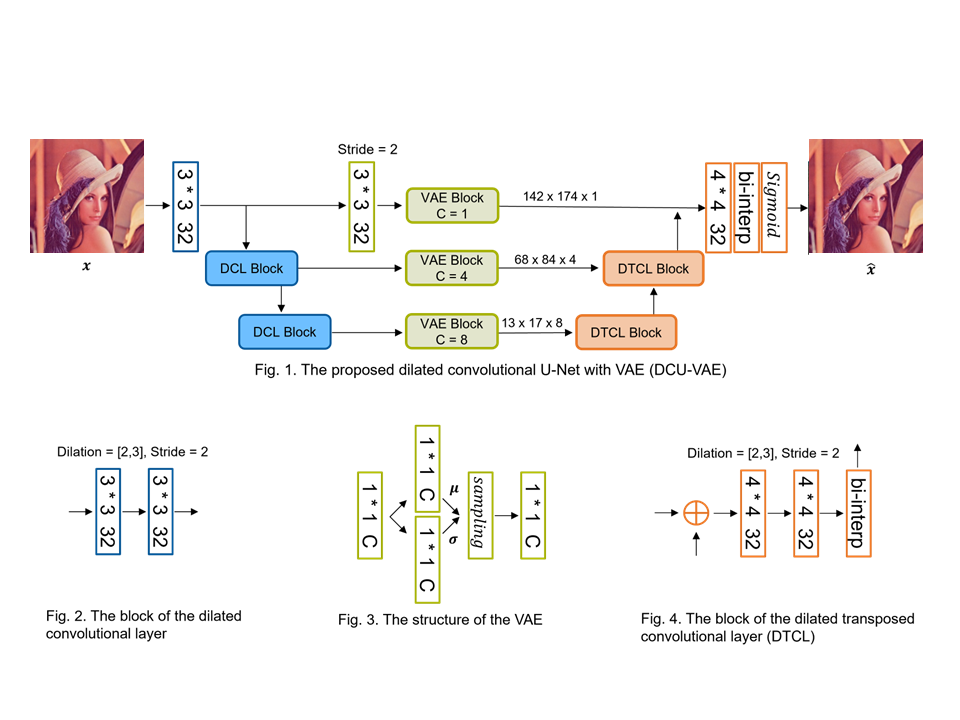 Stride = 2
3 * 3 32
3 * 3 32
VAE Block
C = 1
142 x 174 x 1
4 * 4 32
bi-interp
Sigmoid
x
DCL Block
VAE Block
C = 4
68 x 84 x 4
DTCL Block
x̂
DCL Block
VAE Block
C = 8
13 x 17 x 8
DTCL Block
Fig. 1. The proposed dilated convolutional U-Net with VAE (DCU-VAE)
Dilation = [2,3], Stride = 2
3 * 3 32
3 * 3 32
Fig. 2. The block of the dilated
convolutional layer
1 * 1 C
1 * 1 C
1 * 1 C
μ
σ
sampling
1 * 1 C
Fig. 3. The structure of the VAE
Dilation = [2,3], Stride = 2
4 * 4 32
4 * 4 32
bi-interp
Fig. 4. The block of the dilated transposed
convolutional layer (DTCL)